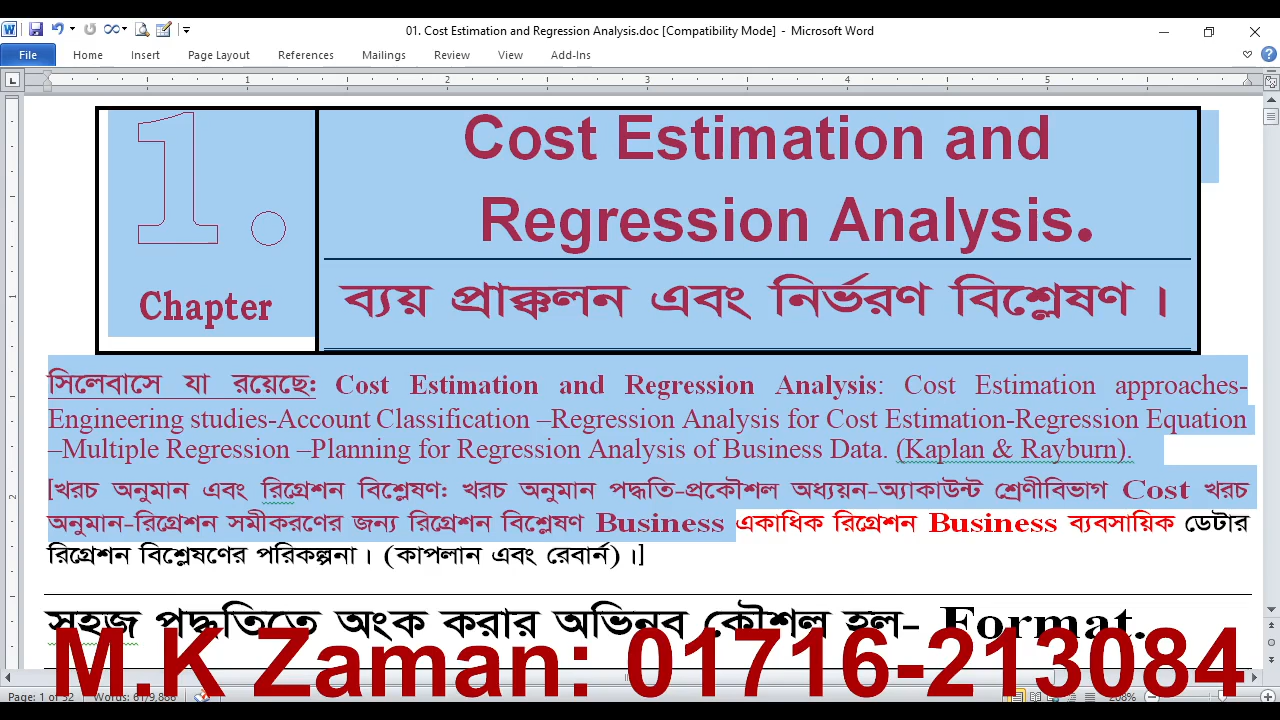 01. Cost Estimation and Regression Analysis.doc [Compatibility Mode] - Microsoft Word
File Home Insert Page Layout References Mailings Review View Add-Ins
1 2 3 4 5
1.
Chapter
Cost Estimation and
Regression Analysis.
ব্যয় প্রাক্কলন এবং নির্ভরণ বিশ্লেষণ ।
সিলেবাসে যা রয়েছে: Cost Estimation and Regression Analysis: Cost Estimation approaches-
Engineering studies-Account Classification –Regression Analysis for Cost Estimation-Regression Equation
–Multiple Regression –Planning for Regression Analysis of Business Data. (Kaplan & Rayburn).
[খরচ অনুমান এবং রিগ্রেশন বিশ্লেষণ: খরচ অনুমান পদ্ধতি-প্রকৌশল অধ্যয়ন-অ্যাকাউন্ট শ্রেণীবিভাগ Cost খরচ
অনুমান-রিগ্রেশন সমীকরণের জন্য রিগ্রেশন বিশ্লেষণ Business একাধিক রিগ্রেশন Business ব্যবসায়িক ডেটার
রিগ্রেশন বিশ্লেষণের পরিকল্পনা। (কাপলান এবং রেবার্ন)।]
সহজ পদ্ধতিতে অংক করার অভিনব কৌশল হল- Format.
M.K Zaman: 01716-213084